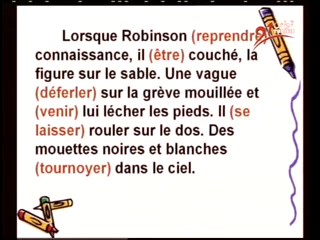 Lorsque Robinson (reprendre
connaissance, il (être) couché, la
figure sur le sable. Une vague
(déferler) sur la grève mouillée et
(venir) lui lécher les pieds. Il (se
laisser) rouler sur le dos. Des
mouettes noires et blanches
(tournoyer) dans le ciel.